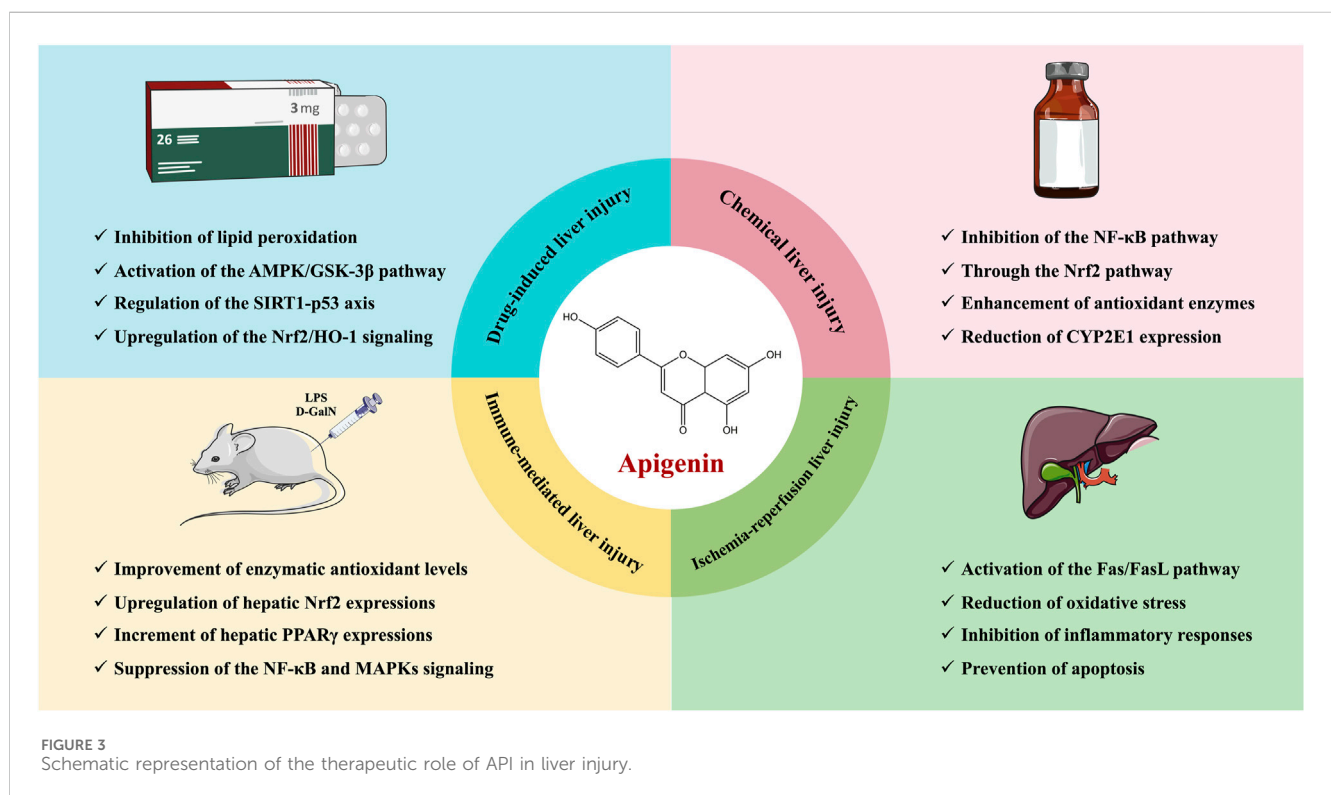 3 mg
26
✓ Inhibition of lipid peroxidation
✓ Activation of the AMPK/GSK-3β pathway
✓ Regulation of the SIRT1-p53 axis
✓ Upregulation of the Nrf2/HO-1 signaling
Drug-induced liver injury
Chemical liver injury
✓ Inhibition of the NF-κB pathway
✓ Through the Nrf2 pathway
✓ Enhancement of antioxidant enzymes
✓ Reduction of CYP2E1 expression
HO
O
OH
O
OH
Apigenin
LPS
D-GalN
Immune-mediated liver injury
Ischemia-reperfusion liver injury
✓ Improvement of enzymatic antioxidant levels
✓ Upregulation of hepatic Nrf2 expressions
✓ Increment of hepatic PPARγ expressions
✓ Suppression of the NF-κB and MAPKs signaling
✓ Activation of the Fas/FasL pathway
✓ Reduction of oxidative stress
✓ Inhibition of inflammatory responses
✓ Prevention of apoptosis
FIGURE 3
Schematic representation of the therapeutic role of API in liver injury.